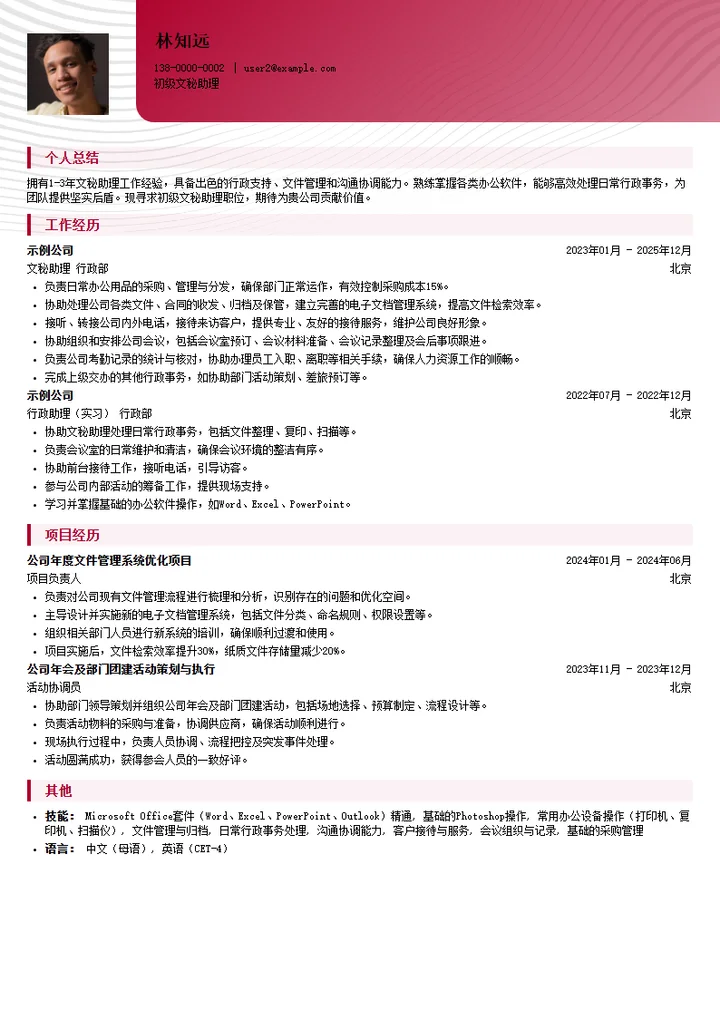 林知远
138-0000-0002 | user2@example.com
初级文秘助理
个人总结
拥有1-3年文秘助理工作经验，具备出色的行政支持、文件管理和沟通协调能力。熟练掌握各类办公软件，能够高效处理日常行政事务，为
团队提供坚实后盾。现寻求初级文秘助理职位，期待为贵公司贡献价值。
工作经历
示例公司 2023年01月 - 2025年12月
文秘助理 行政部 北京
• 负责日常办公用品的采购、管理与分发，确保部门正常运作，有效控制采购成本15%。
• 协助处理公司各类文件、合同的收发、归档及保管，建立完善的电子文档管理系统，提高文件检索效率。
• 接听、转接公司内外电话，接待来访客户，提供专业、友好的接待服务，维护公司良好形象。
• 协助组织和安排公司会议，包括会议室预订、会议材料准备、会议记录整理及会后事项跟进。
• 负责公司考勤记录的统计与核对，协助办理员工入职、离职等相关手续，确保人力资源工作的顺畅。
• 完成上级交办的其他行政事务，如协助部门活动策划、差旅预订等。
示例公司 2022年07月 - 2022年12月
行政助理（实习） 行政部 北京
• 协助文秘助理处理日常行政事务，包括文件整理、复印、扫描等。
• 负责会议室的日常维护和清洁，确保会议环境的整洁有序。
• 协助前台接待工作，接听电话，引导访客。
• 参与公司内部活动的筹备工作，提供现场支持。
• 学习并掌握基础的办公软件操作，如Word、Excel、PowerPoint。
项目经历
公司年度文件管理系统优化项目 2024年01月 - 2024年06月
项目负责人 北京
• 负责对公司现有文件管理流程进行梳理和分析，识别存在的问题和优化空间。
• 主导设计并实施新的电子文档管理系统，包括文件分类、命名规则、权限设置等。
• 组织相关部门人员进行新系统的培训，确保顺利过渡和使用。
• 项目实施后，文件检索效率提升30%，纸质文件存储量减少20%。
公司年会及部门团建活动策划与执行 2023年11月 - 2023年12月
活动协调员 北京
• 协助部门领导策划并组织公司年会及部门团建活动，包括场地选择、预算制定、流程设计等。
• 负责活动物料的采购与准备，协调供应商，确保活动顺利进行。
• 现场执行过程中，负责人员协调、流程把控及突发事件处理。
• 活动圆满成功，获得参会人员的一致好评。
其他
• 技能： Microsoft Office套件（Word、Excel、PowerPoint、Outlook）精通, 基础的Photoshop操作, 常用办公设备操作（打印机、复
印机、扫描仪）, 文件管理与归档, 日常行政事务处理, 沟通协调能力, 客户接待与服务, 会议组织与记录, 基础的采购管理
• 语言： 中文（母语）, 英语（CET-4）